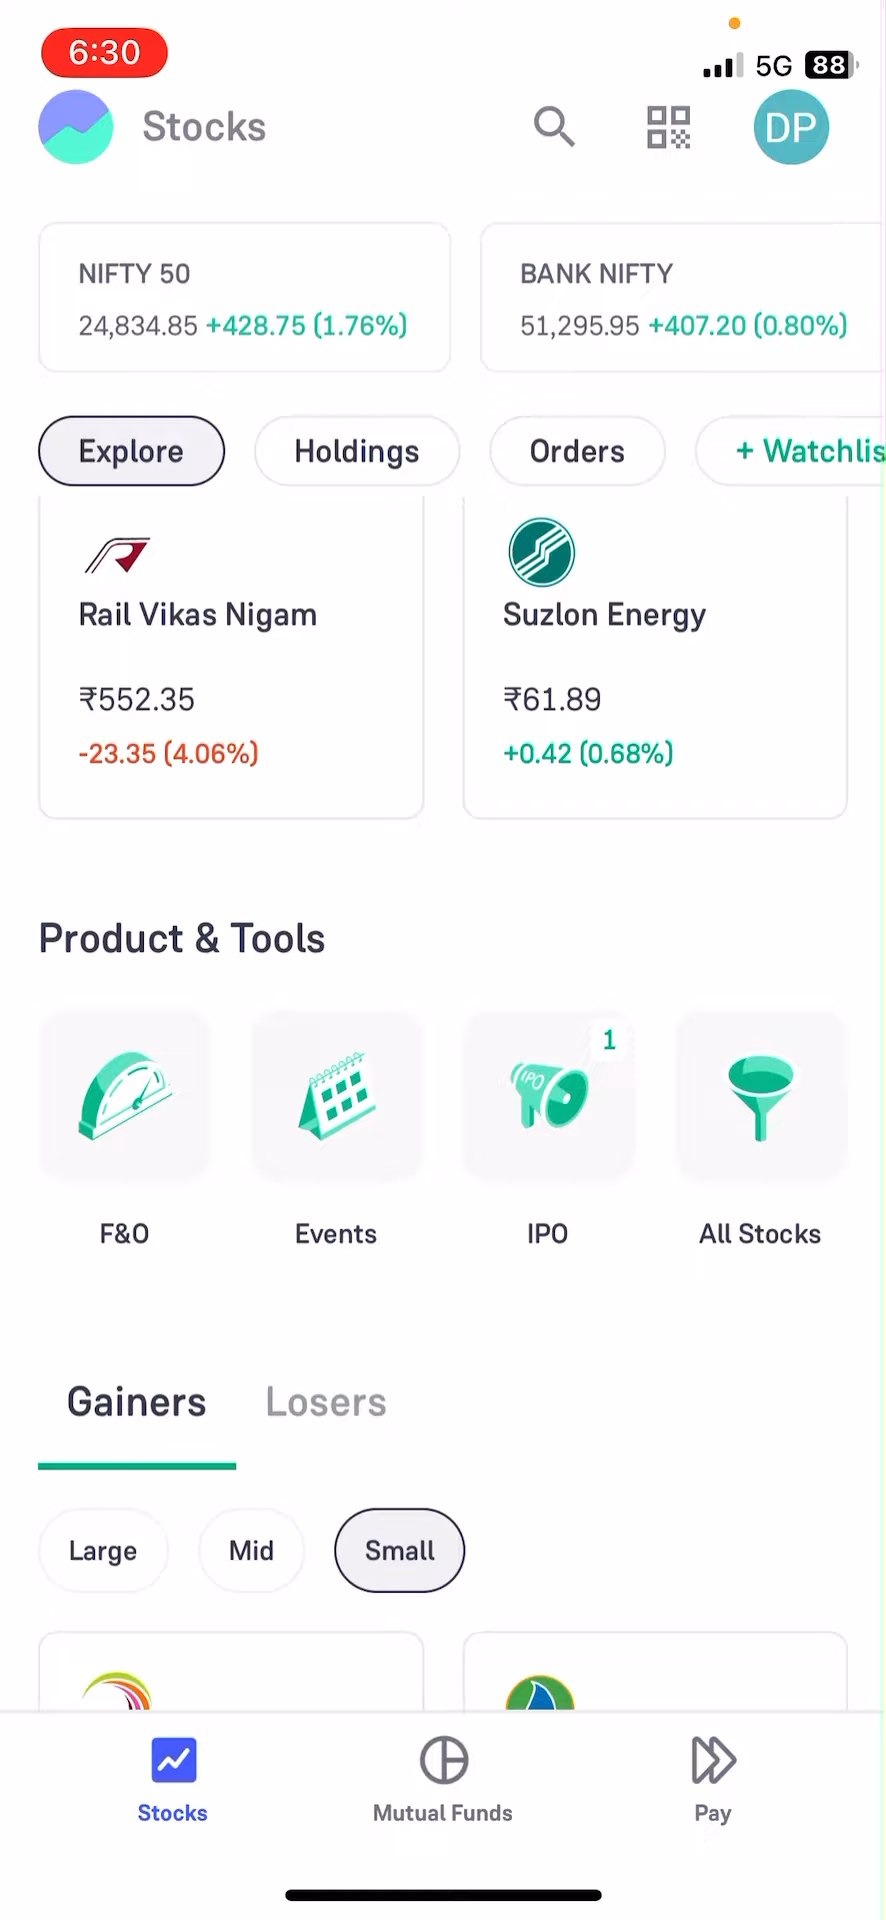 6:30
5G 88
Stocks
DP
NIFTY 50
24,834.85 +428.75 (1.76%)
BANK NIFTY
51,295.95 +407.20 (0.80%)
Explore
Holdings
Orders
+ Watchlis
Rail Vikas Nigam
₹552.35
-23.35 (4.06%)
Suzlon Energy
₹61.89
+0.42 (0.68%)
Product & Tools
IPO
1
F&O
Events
IPO
All Stocks
Gainers
Losers
Large
Mid
Small
Stocks
Mutual Funds
Pay